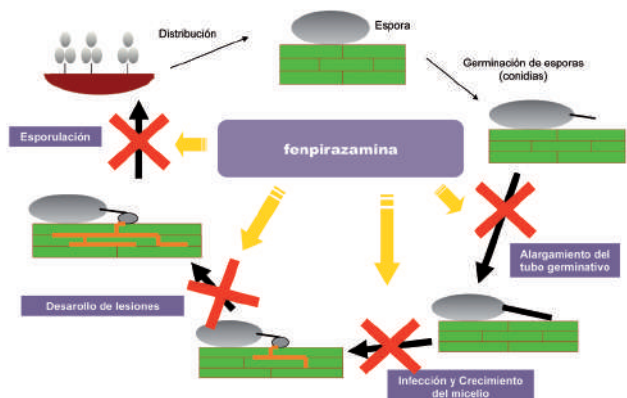 Distribución
Espora
Germinación de esporas
(conidias)
Esporulación
fenpirazamina
Alargamiento del
tubo germinativo
Desarollo de lesiones
Infección y Crecimiento
del micelio